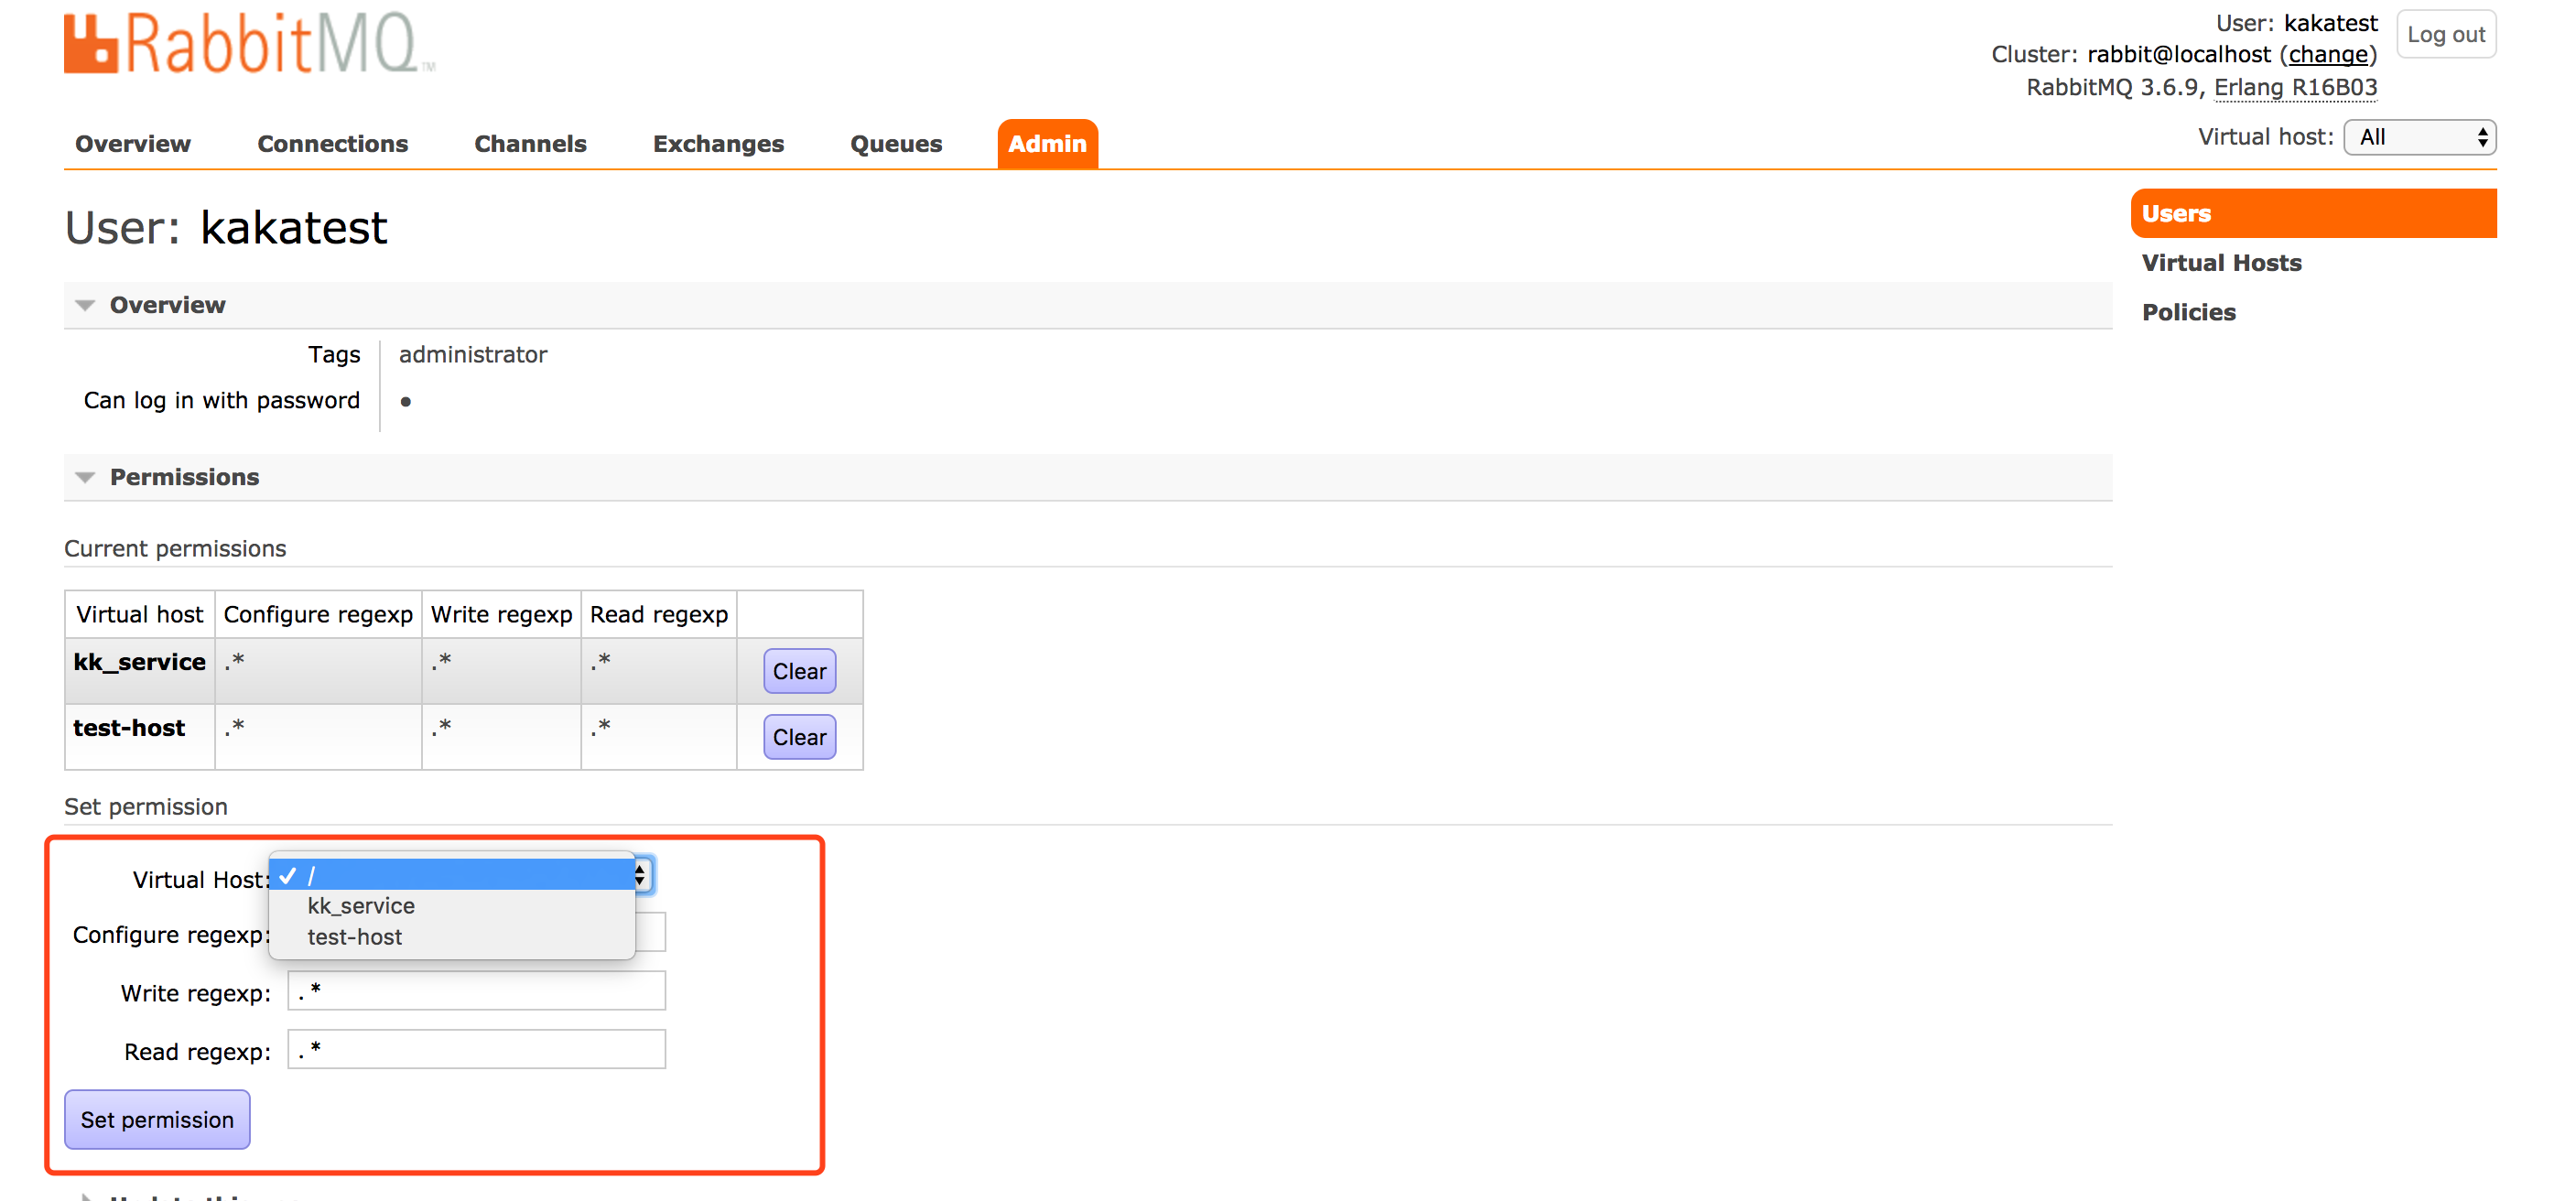 RabbitMQ TM
User: kakatest
Log out
Cluster: rabbit@localhost (change)
RabbitMQ 3.6.9, Erlang R16B03
Overview Connections Channels Exchanges Queues Admin
Virtual host: All
User: kakatest
Users
Virtual Hosts
Policies
Overview
Tags administrator
Can log in with password ●
Permissions
Current permissions
Virtual host Configure regexp Write regexp Read regexp
kk_service .* .* .* Clear
test-host .* .* .* Clear
Set permission
Virtual Host: ✓ /
kk_service
Configure regexp:
test-host
Write regexp: .*
Read regexp: .*
Set permission